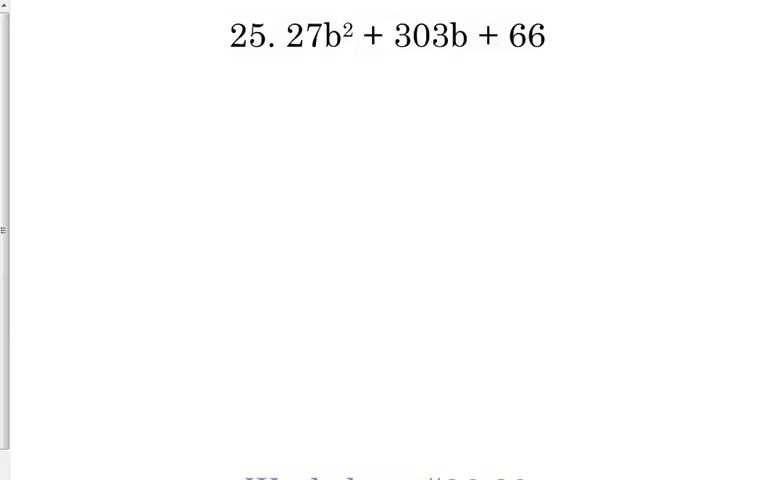 25. 27b² + 303b + 66